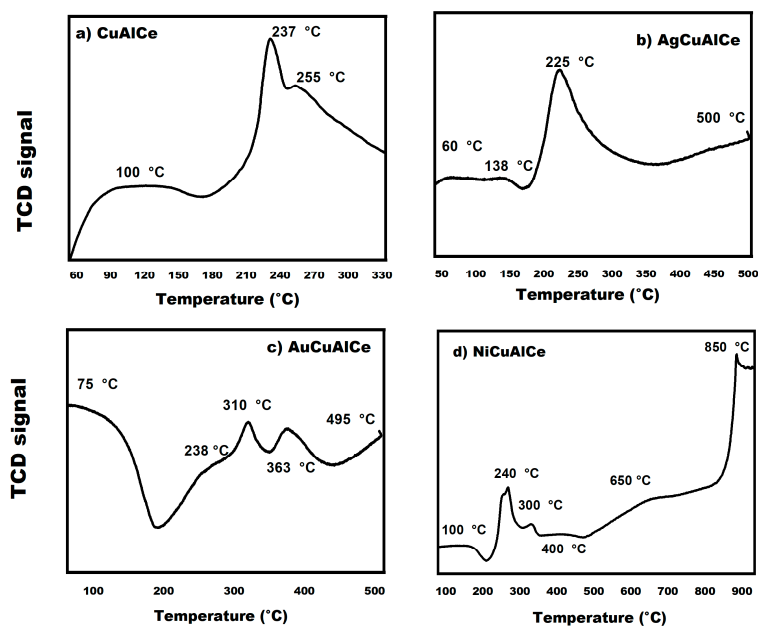 a) CuAlCe
237 °C
255 °C
100 °C
60 90 120 150 180 210 240 270 300 330
Temperature (°C)
TCD signal
b) AgCuAlCe
225 °C
500 °C
60 °C
138 °C
50 100 150 200 250 300 350 400 450 500
Temperature (°C)
c) AuCuAlCe
75 °C
310 °C
495 °C
238 °C
363 °C
100 200 300 400 500
Temperature (°C)
TCD signal
d) NiCuAlCe
850 °C
240 °C
650 °C
300 °C
100 °C
400 °C
100 200 300 400 500 600 700 800 900
Temperature (°C)